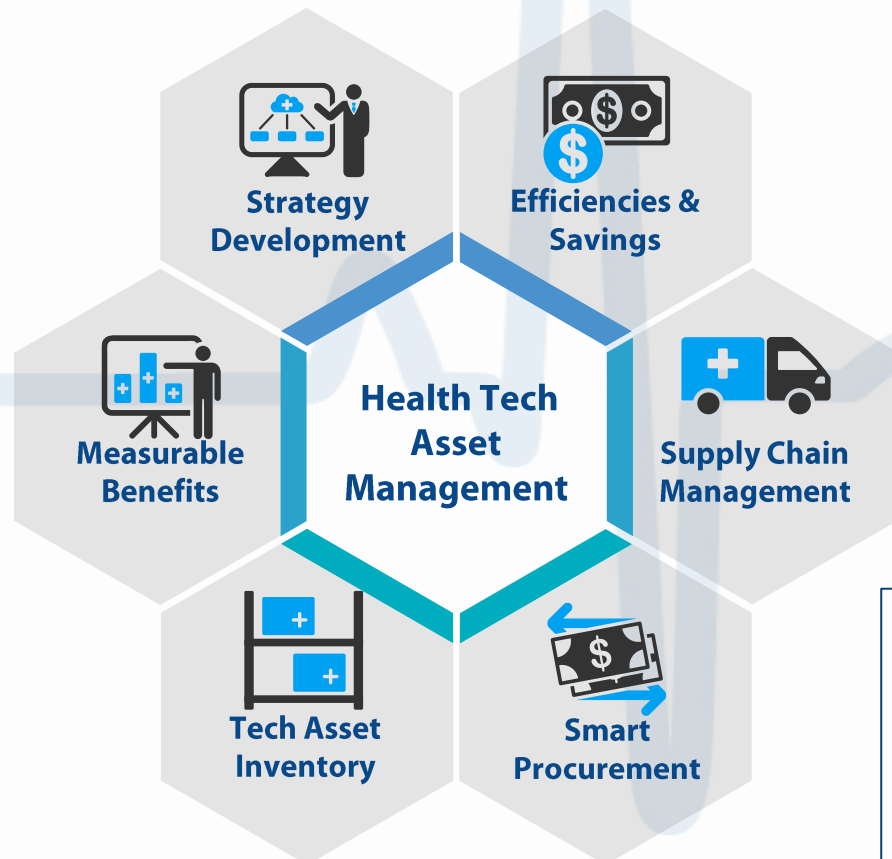 Strategy
Development
Efficiencies &
Savings
Health Tech
Asset
Management
Measurable
Benefits
Supply Chain
Management
Tech Asset
Inventory
Smart
Procurement